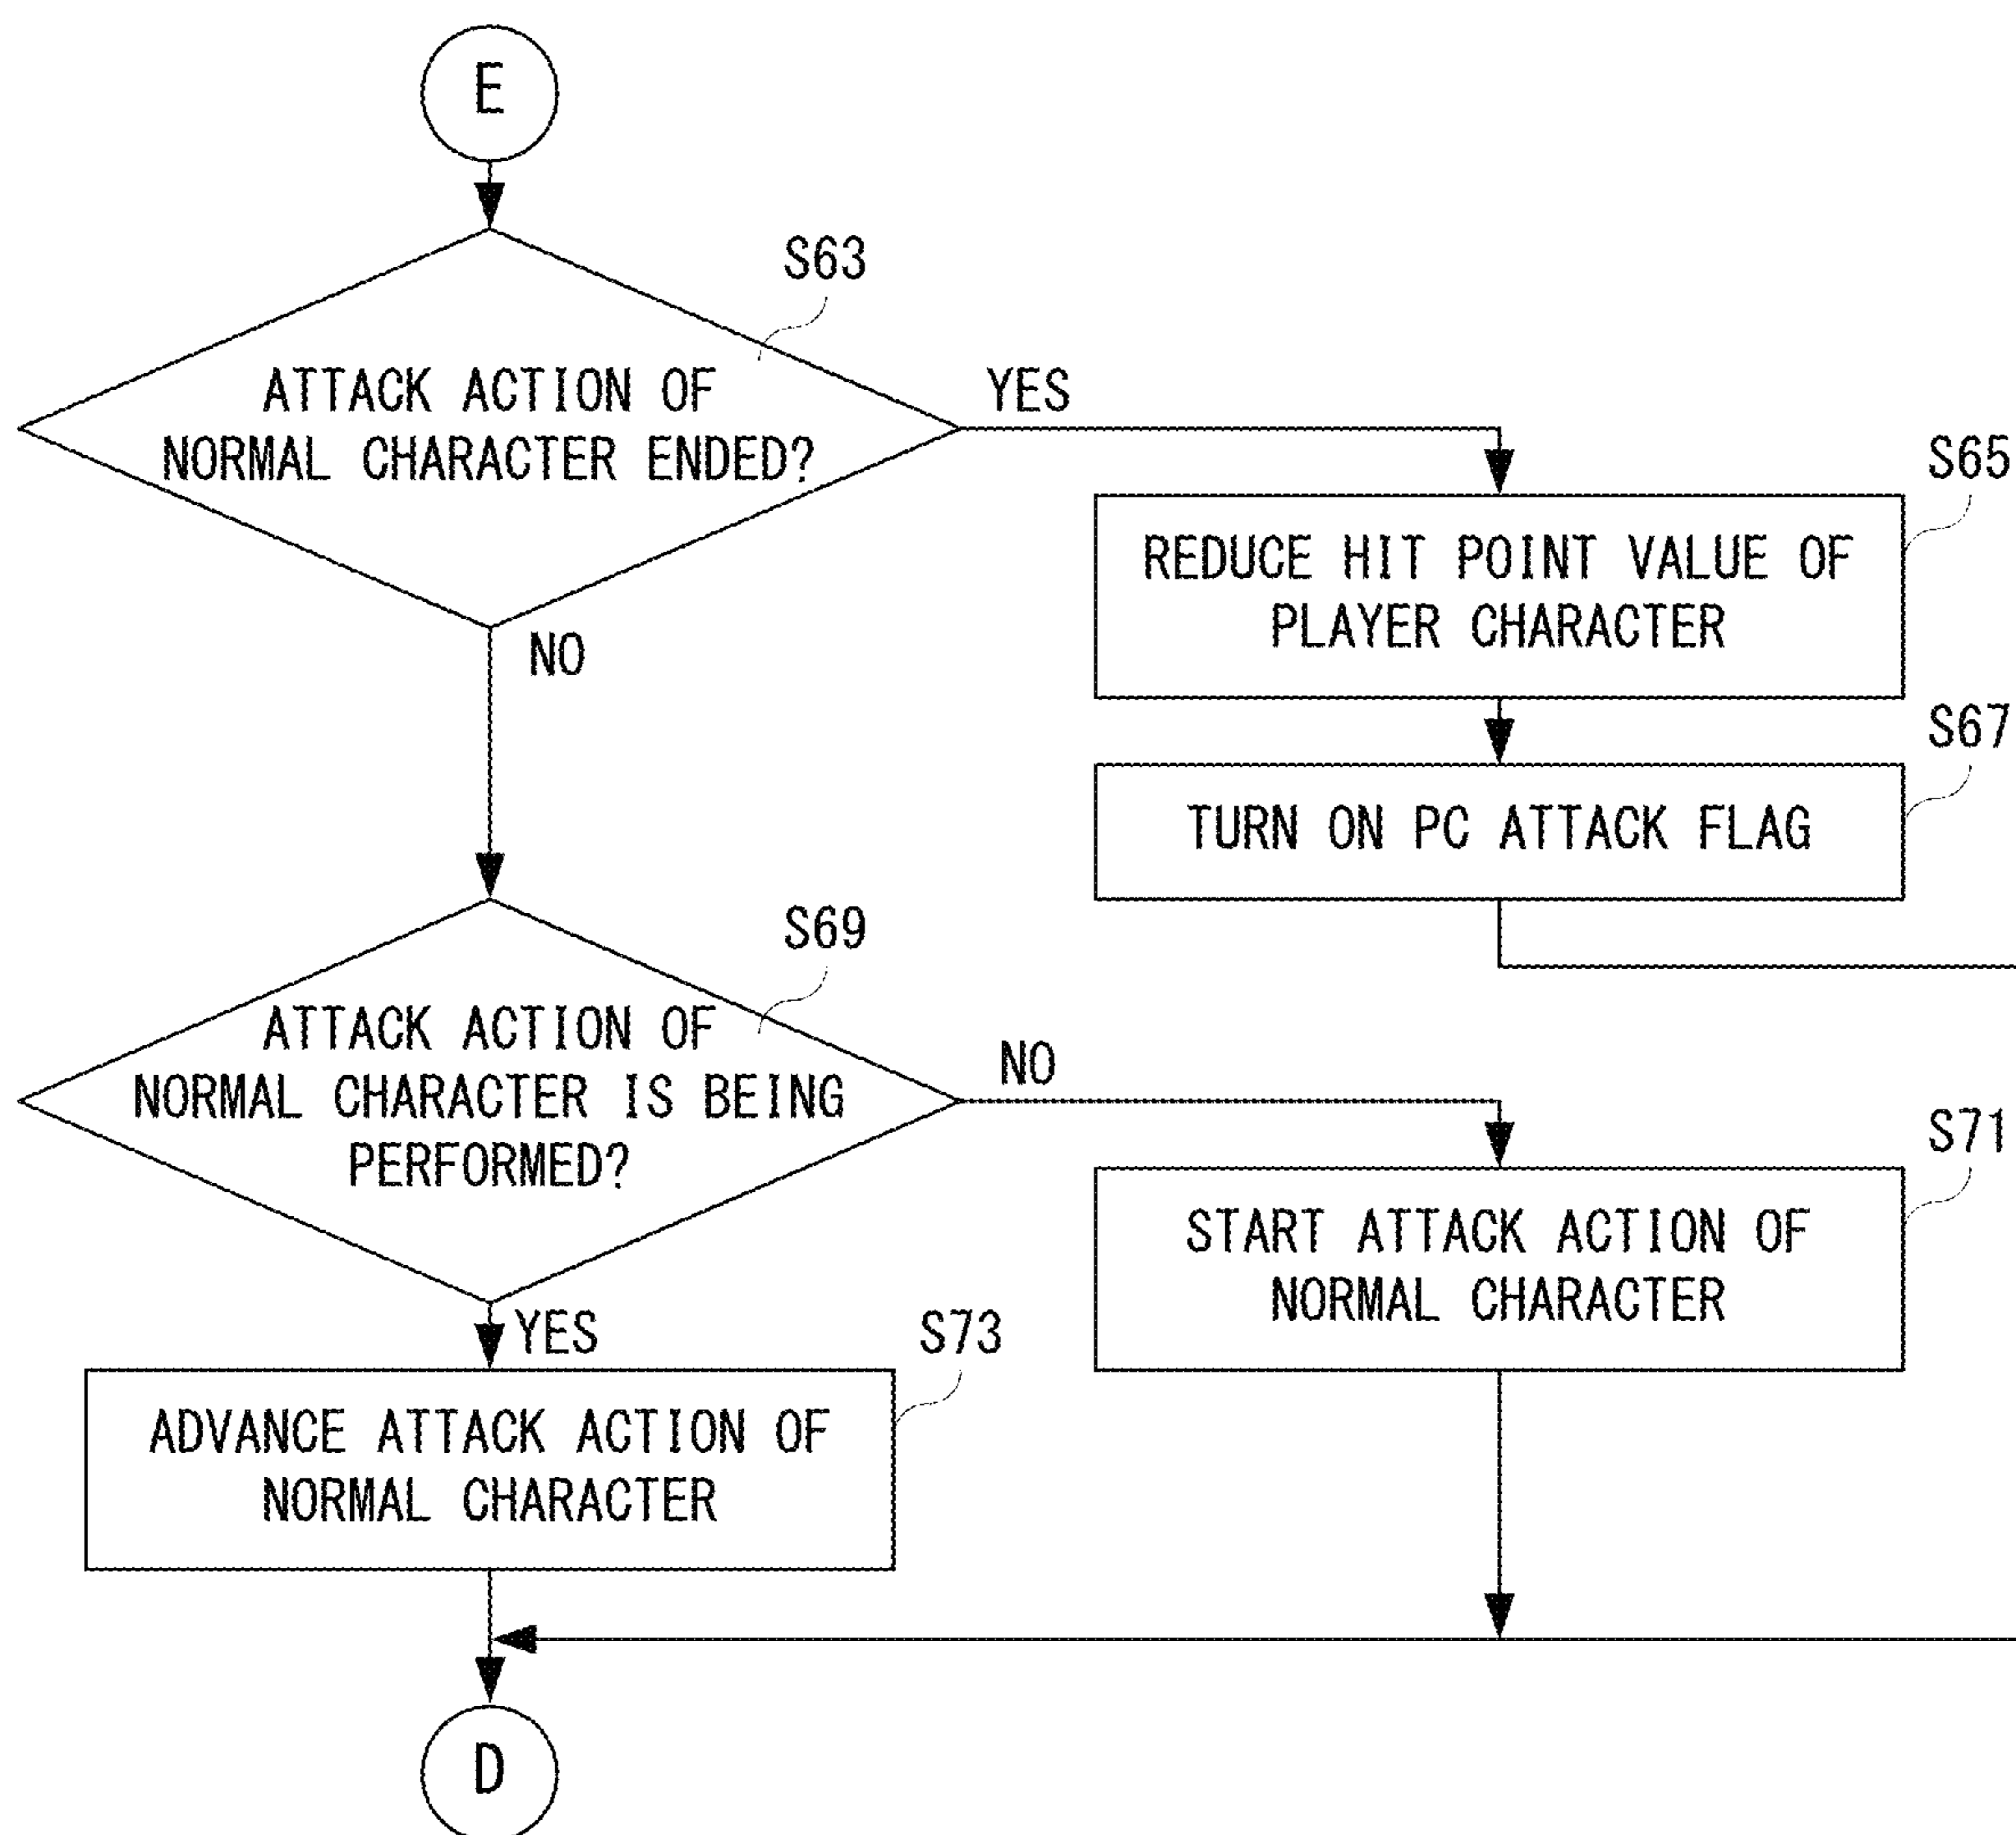 E
S63
ATTACK ACTION OF
NORMAL CHARACTER ENDED?
YES
NO
S65
REDUCE HIT POINT VALUE OF
PLAYER CHARACTER
S67
TURN ON PC ATTACK FLAG
S69
ATTACK ACTION OF
NORMAL CHARACTER IS BEING
PERFORMED?
NO
YES
S71
START ATTACK ACTION OF
NORMAL CHARACTER
S73
ADVANCE ATTACK ACTION OF
NORMAL CHARACTER
D